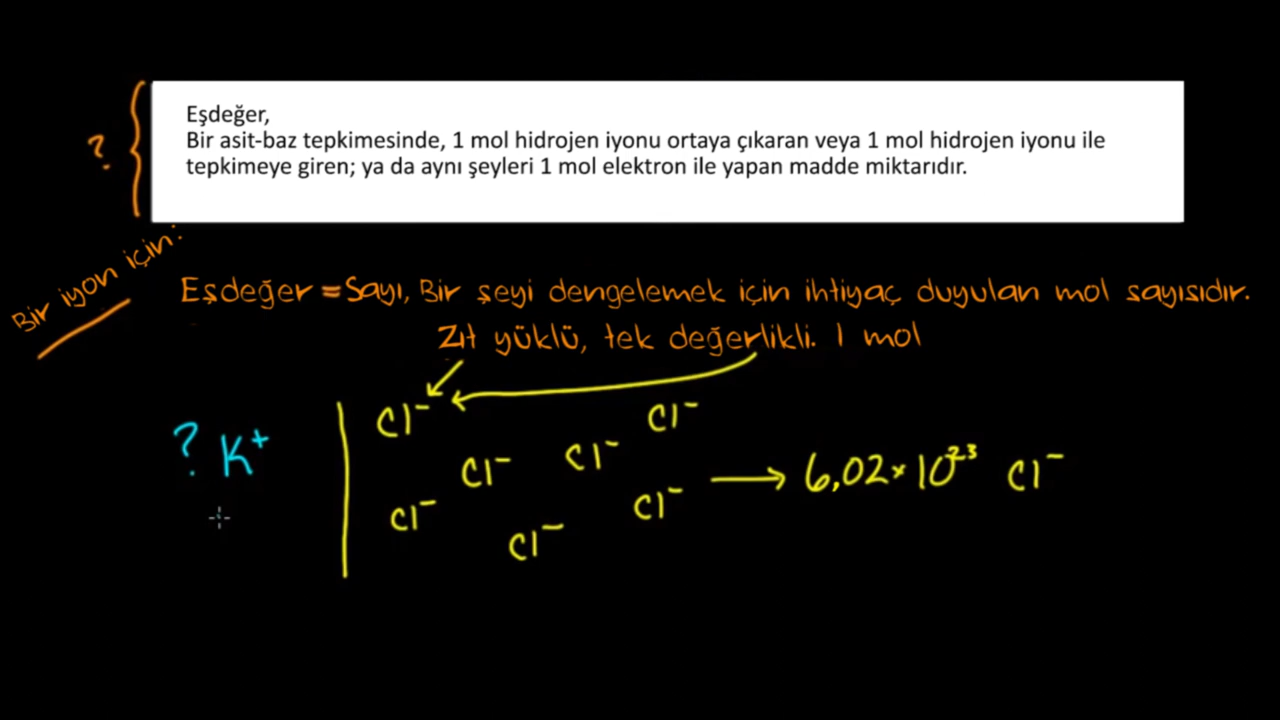 Eşdeğer,
Bir asit-baz tepkimesinde, 1 mol hidrojen iyonu ortaya çıkaran veya 1 mol hidrojen iyonu ile
tepkimeye giren; ya da aynı şeyleri 1 mol elektron ile yapan madde miktarıdır.
?
Bir iyon için:
Eşdeğer = Sayı, Bir şeyi dengelemek için ihtiyaç duyulan mol sayısıdır.
Zıt yüklü, tek değerlikli. 1 mol
? K⁺
Cl⁻ Cl⁻
Cl⁻ Cl⁻
Cl⁻ Cl⁻
Cl⁻
→ 6,02×10²³ Cl⁻